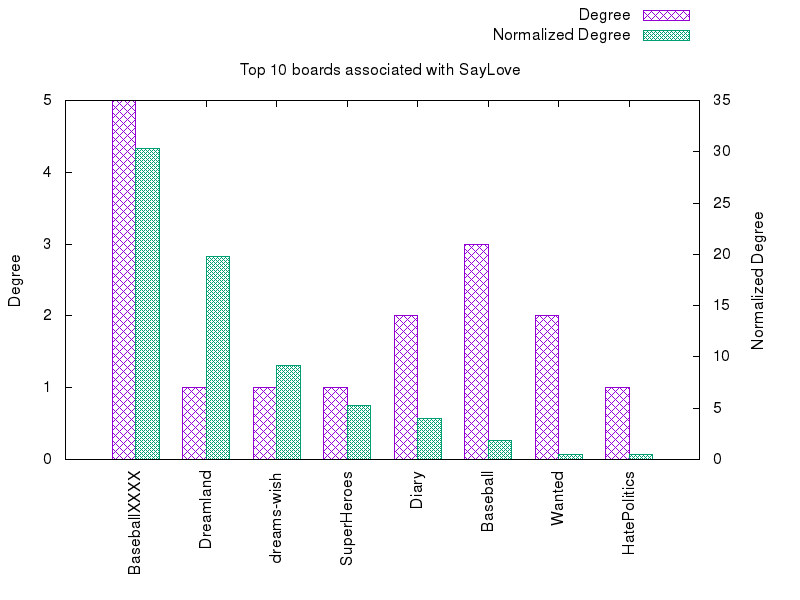 Degree
Normalized Degree
Top 10 boards associated with SayLove
5
4
3
2
1
0
Degree
35
30
25
20
15
10
5
0
Normalized Degree
BaseballXXXX
Dreamland
dreams-wish
SuperHeroes
Diary
Baseball
Wanted
HatePolitics